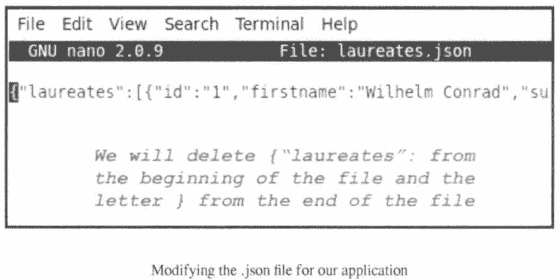 File Edit View Search Terminal Help
GNU nano 2.0.9 File: laureates.json
{"laureates":[{"id":"1","firstname":"Wilhelm Conrad","su
We will delete {"laureates": from
the beginning of the file and the
letter } from the end of the file
Modifying the .json file for our application